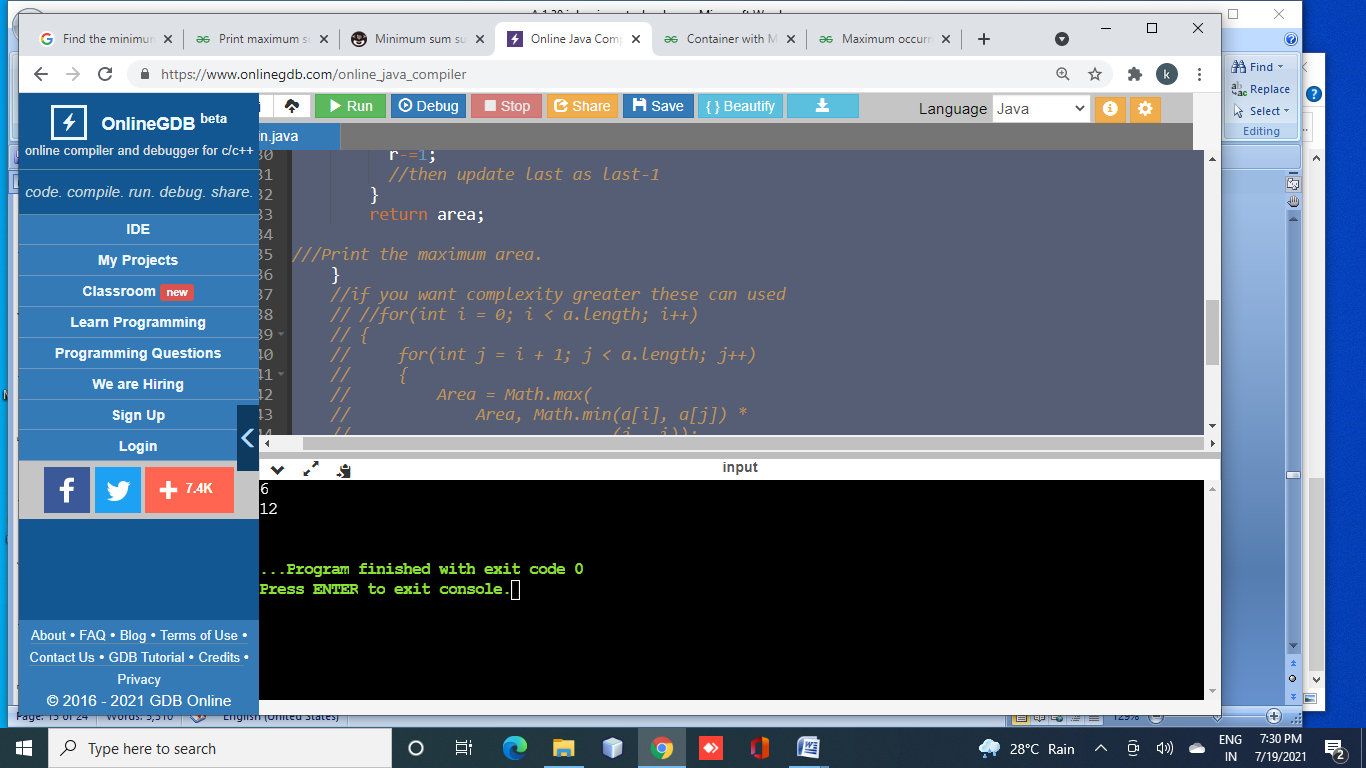 Find the minimun
Print maximum s
Minimum sum su
Online Java Comp
Container with M
Maximum occurr
https://www.onlinegdb.com/online_java_compiler
k
Find
Replace
Select
Editing
OnlineGDB beta
online compiler and debugger for c/c++
code. compile. run. debug. share.
IDE
My Projects
Classroom new
Learn Programming
Programming Questions
We are Hiring
Sign Up
Login
7.4K
About • FAQ • Blog • Terms of Use •
Contact Us • GDB Tutorial • Credits •
Privacy
© 2016 - 2021 GDB Online
Run
Debug
Stop
Share
Save
{ } Beautify
Language Java
n.java
30 r-=1;
31 //then update last as last-1
32 }
33 return area;
34
35 ///Print the maximum area.
36 }
37 //if you want complexity greater these can used
38 // //for(int i = 0; i < a.length; i++)
39 // {
40 // for(int j = i + 1; j < a.length; j++)
41 // {
42 // Area = Math.max(
43 // Area, Math.min(a[i], a[j]) *
input
6
12
...Program finished with exit code 0
Press ENTER to exit console.
Page: 15 of 24 Words: 3,310 English (United States) 129%
Type here to search
28°C Rain
ENG
IN
7:30 PM
7/19/2021
2